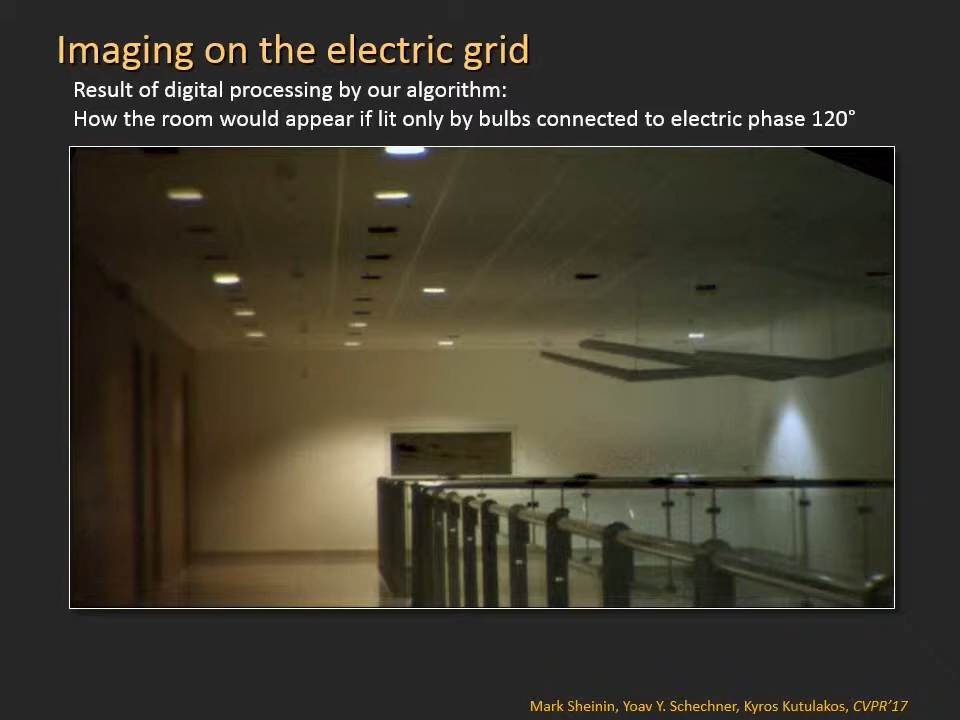 Imaging on the electric grid
Result of digital processing by our algorithm:
How the room would appear if lit only by bulbs connected to electric phase 120°
Mark Sheinin, Yoav Y. Schechner, Kyros Kutulakos, CVPR’17